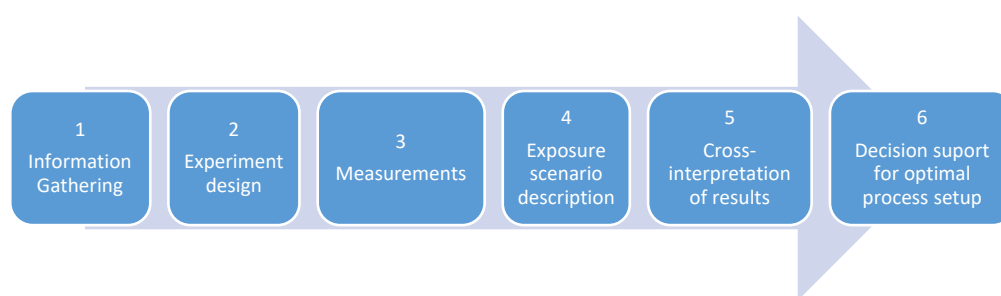 1
Information
Gathering
2
Experiment
design
3
Measurements
4
Exposure
scenario
description
5
Cross-
interpretation
of results
6
Decision suport
for optimal
process setup